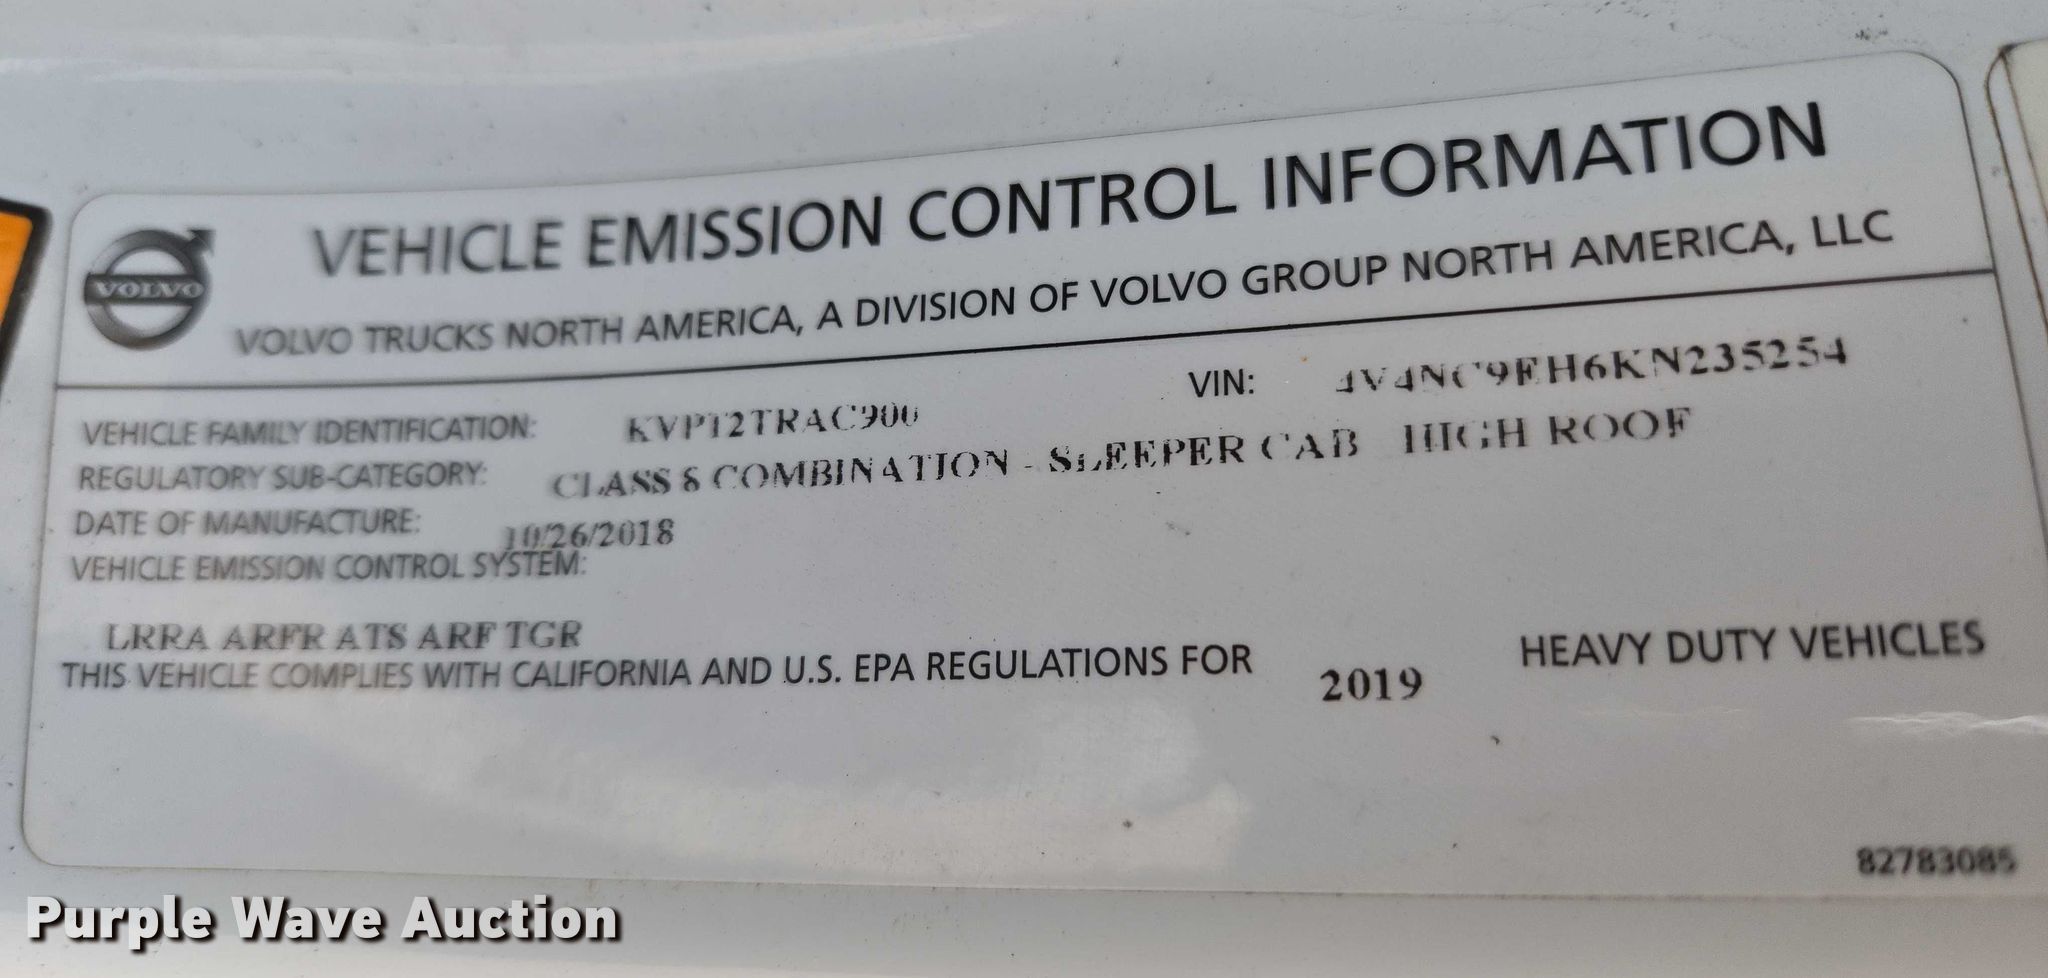 VOLVO
VEHICLE EMISSION CONTROL INFORMATION
VOLVO TRUCKS NORTH AMERICA, A DIVISION OF VOLVO GROUP NORTH AMERICA, LLC
VIN: 4V4NC9EH6KN235254
VEHICLE FAMILY IDENTIFICATION: KVPT2TRAC900
REGULATORY SUB-CATEGORY: CLASS 8 COMBINATION - SLEEPER CAB HIGH ROOF
DATE OF MANUFACTURE: 10/26/2018
VEHICLE EMISSION CONTROL SYSTEM:
LRRA ARFR ATS ARF TGR
THIS VEHICLE COMPLIES WITH CALIFORNIA AND U.S. EPA REGULATIONS FOR 2019 HEAVY DUTY VEHICLES
82783085
Purple Wave Auction